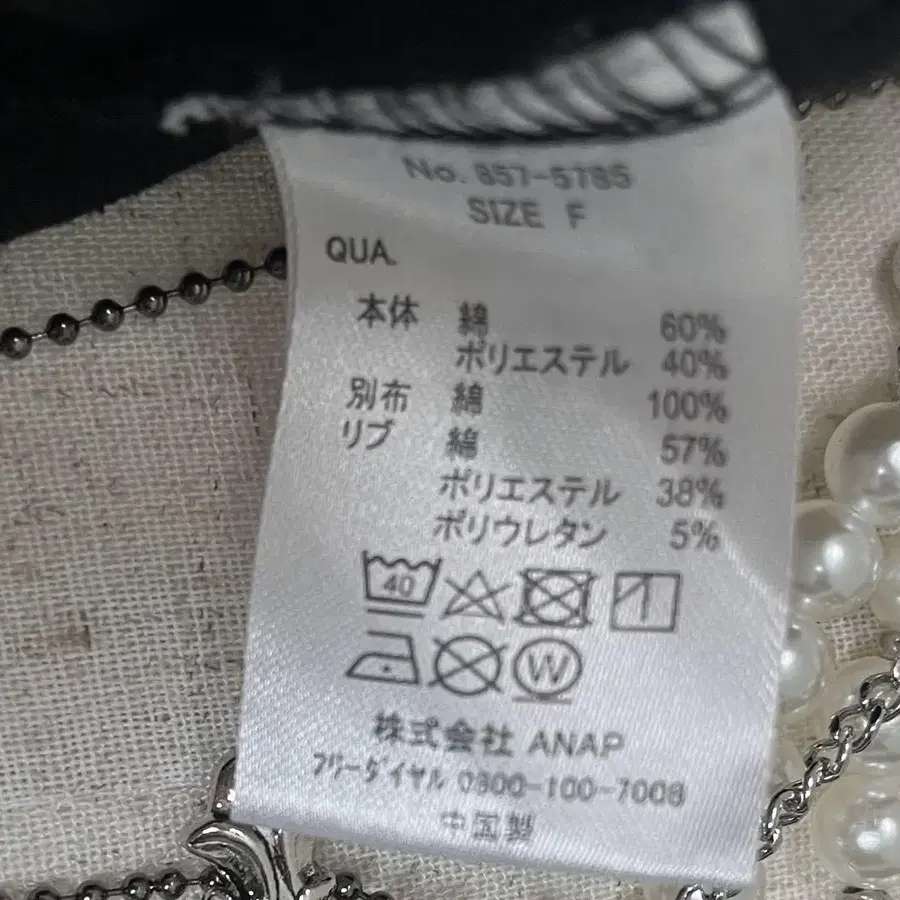 No. 857-5785
SIZE F
QUA.
本体 綿 60%
ポリエステル 40%
別布 綿 100%
リブ 綿 57%
ポリエステル 38%
ポリウレタン 5%
40
W
株式会社 ANAP
フリーダイヤル 0800-100-7006
中国製